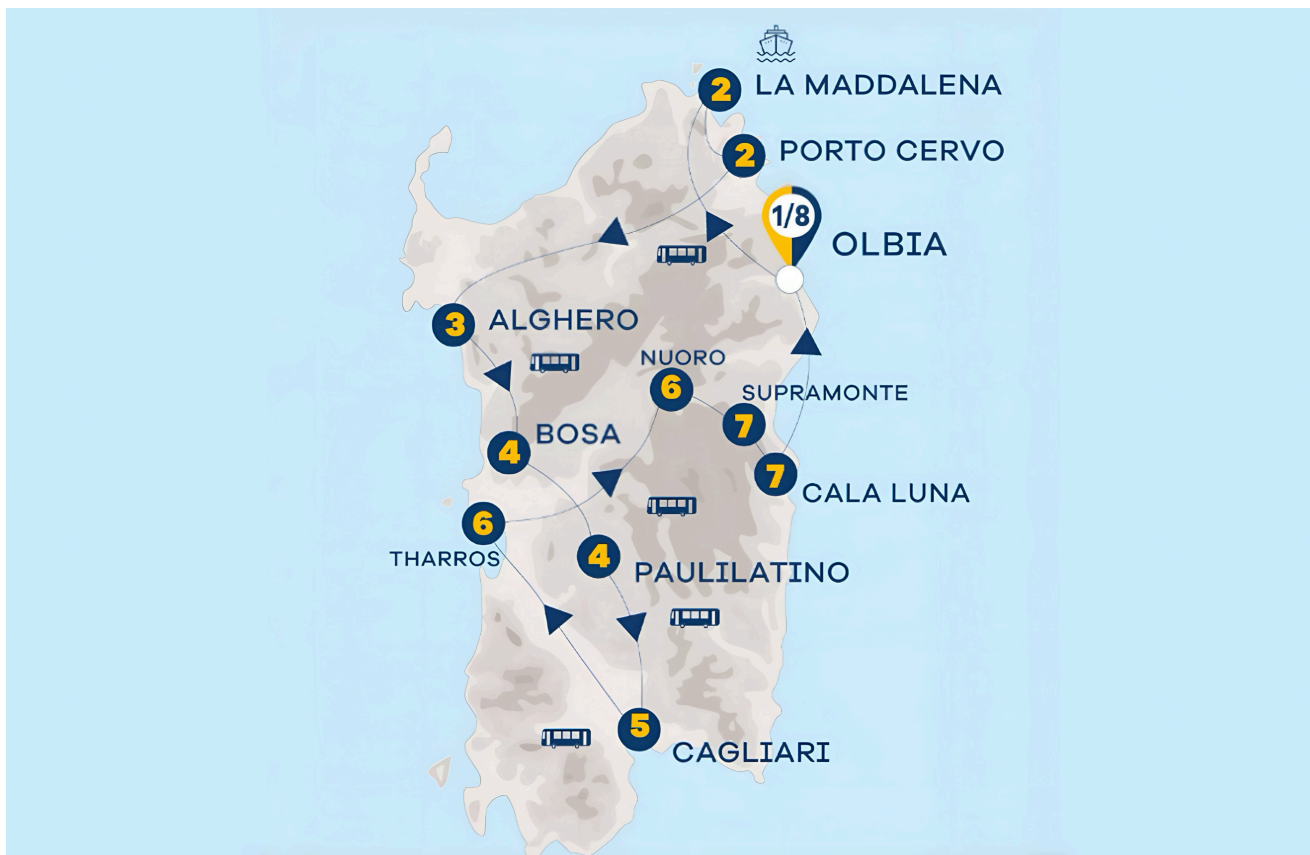 2 LA MADDALENA
2 PORTO CERVO
1/8
OLBIA
3 ALGHERO
NUORO
6
SUPRAMONTE
7
4 BOSA
7
CALA LUNA
6
THARROS
4
PAULILATINO
5
CAGLIARI